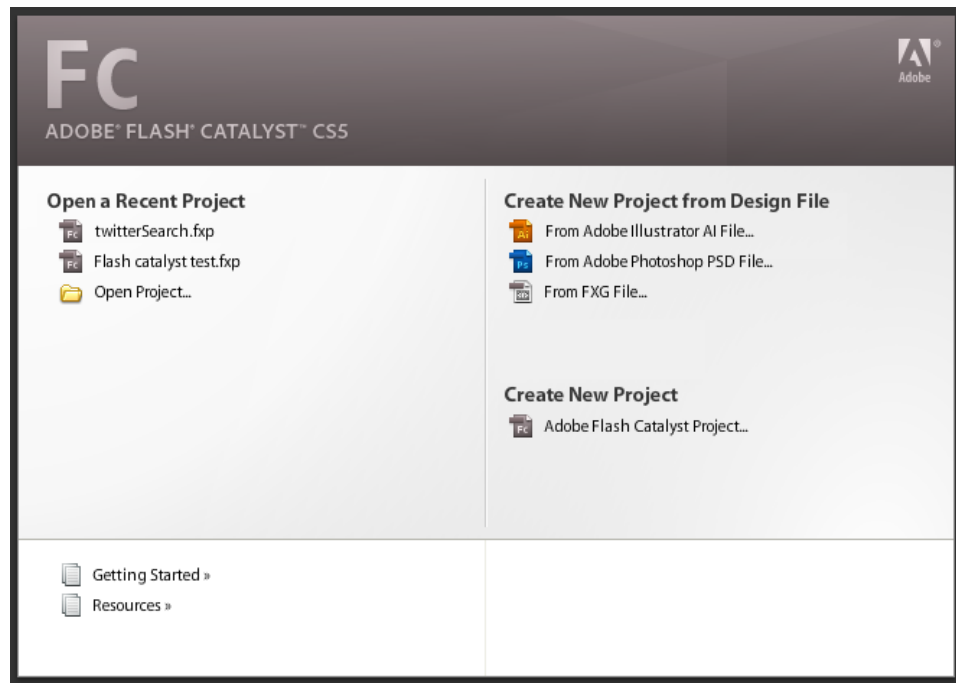 Fc
Adobe®
ADOBE® FLASH® CATALYST™ CS5
Open a Recent Project
twitterSearch.fxp
Flash catalyst test.fxp
Open Project...
Create New Project from Design File
From Adobe Illustrator AI File...
From Adobe Photoshop PSD File...
From FXG File...
Create New Project
Adobe Flash Catalyst Project...
Getting Started »
Resources »